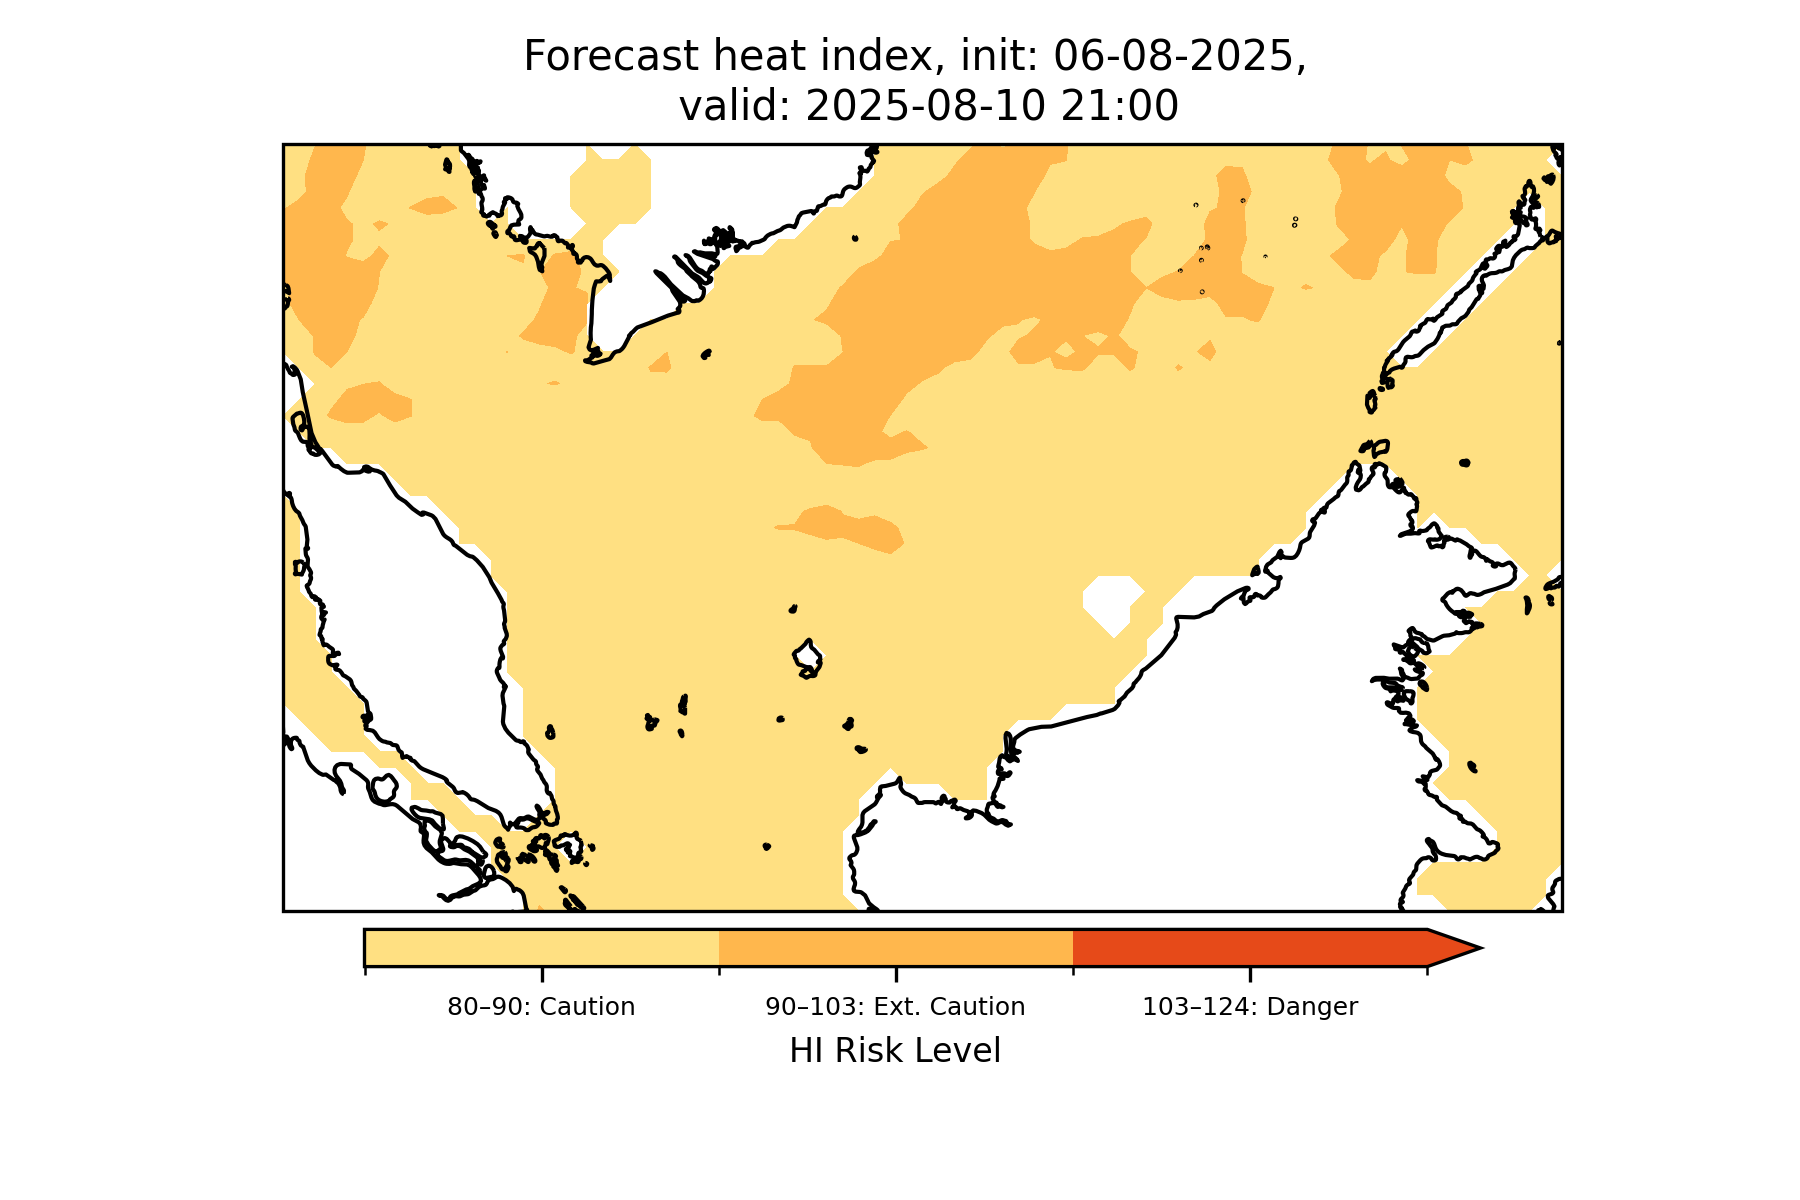 Forecast heat index, init: 06-08-2025,
valid: 2025-08-10 21:00
80–90: Caution
90–103: Ext. Caution
103–124: Danger
HI Risk Level